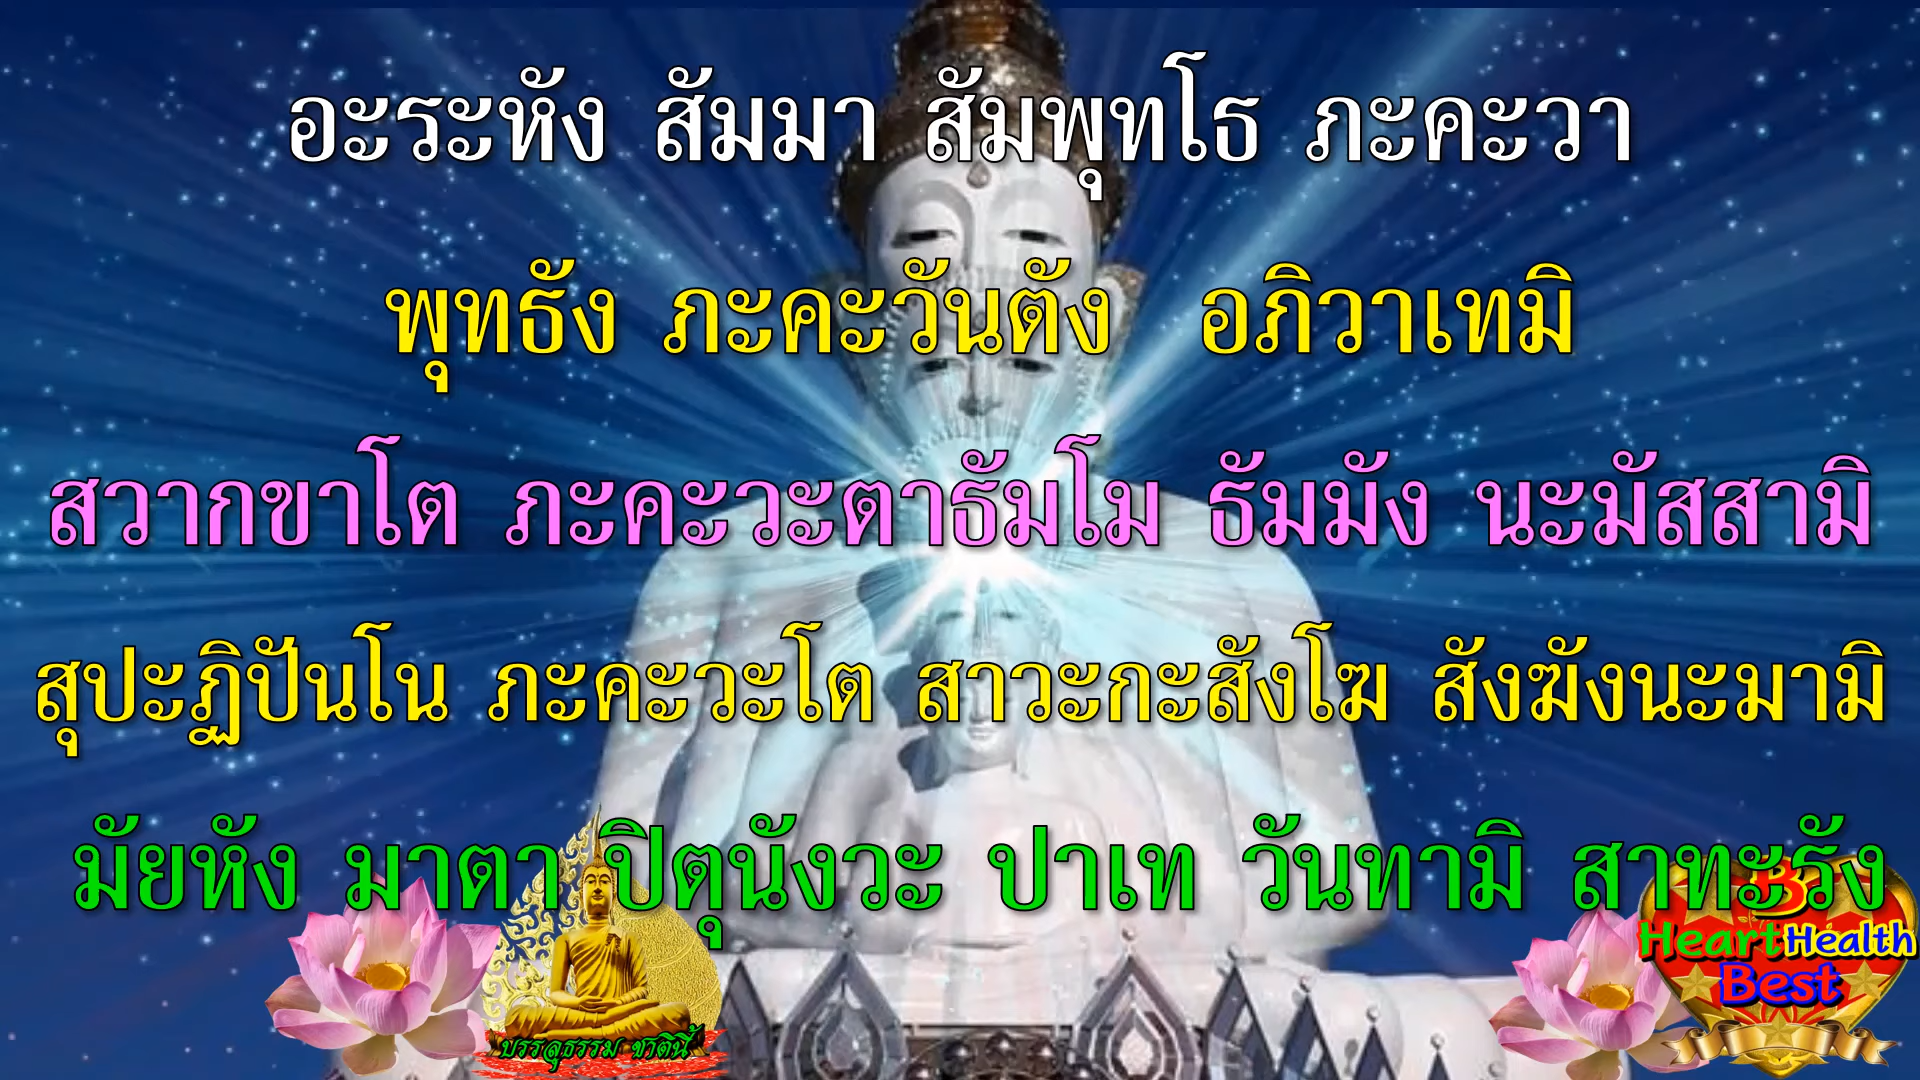 อะระหัง สัมมา สัมพุทโธ ภะคะวา
พุทธัง ภะคะวันตัง อภิวาเทมิ
สวากขาโต ภะคะวะตาธัมโม ธัมมัง นะมัสสามิ
สุปะฏิปันโน ภะคะวะโต สาวะกะสังโฆ สังฆังนะมามิ
มัยหัง มาตา ปิตุนังวะ ปาเท วันทามิ สาทะรัง
บรรลุธรรม ชาตินี้
3
HeartHealth
Best